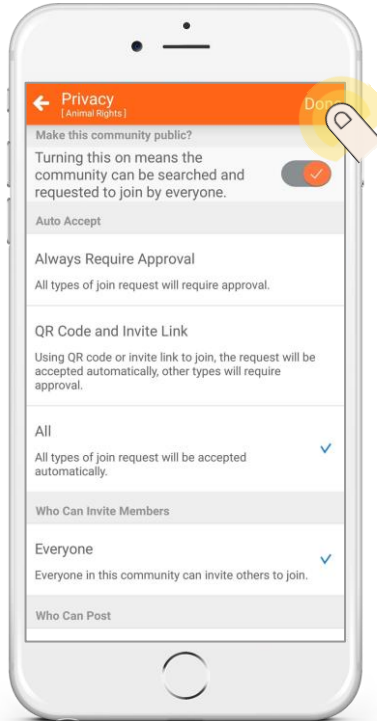 Privacy
[ Animal Rights ]
Done
Make this community public?
Turning this on means the
community can be searched and
requested to join by everyone.
Auto Accept
Always Require Approval
All types of join request will require approval.
QR Code and Invite Link
Using QR code or invite link to join, the request will be
accepted automatically, other types will require
approval.
All
All types of join request will be accepted
automatically.
Who Can Invite Members
Everyone
Everyone in this community can invite others to join.
Who Can Post